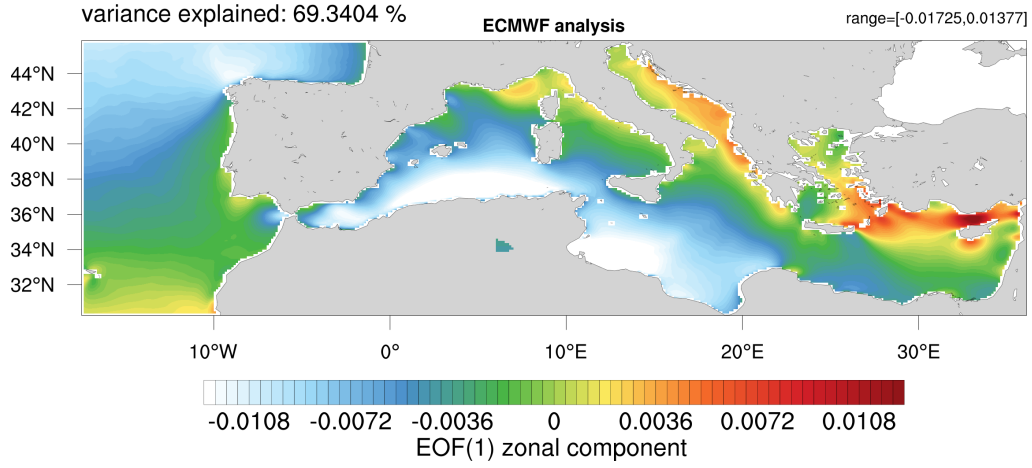 variance explained: 69.3404 %
ECMWF analysis
range=[-0.01725,0.01377]
44°N
42°N
40°N
38°N
36°N
34°N
32°N
10°W 0° 10°E 20°E 30°E
-0.0108 -0.0072 -0.0036 0 0.0036 0.0072 0.0108
EOF(1) zonal component